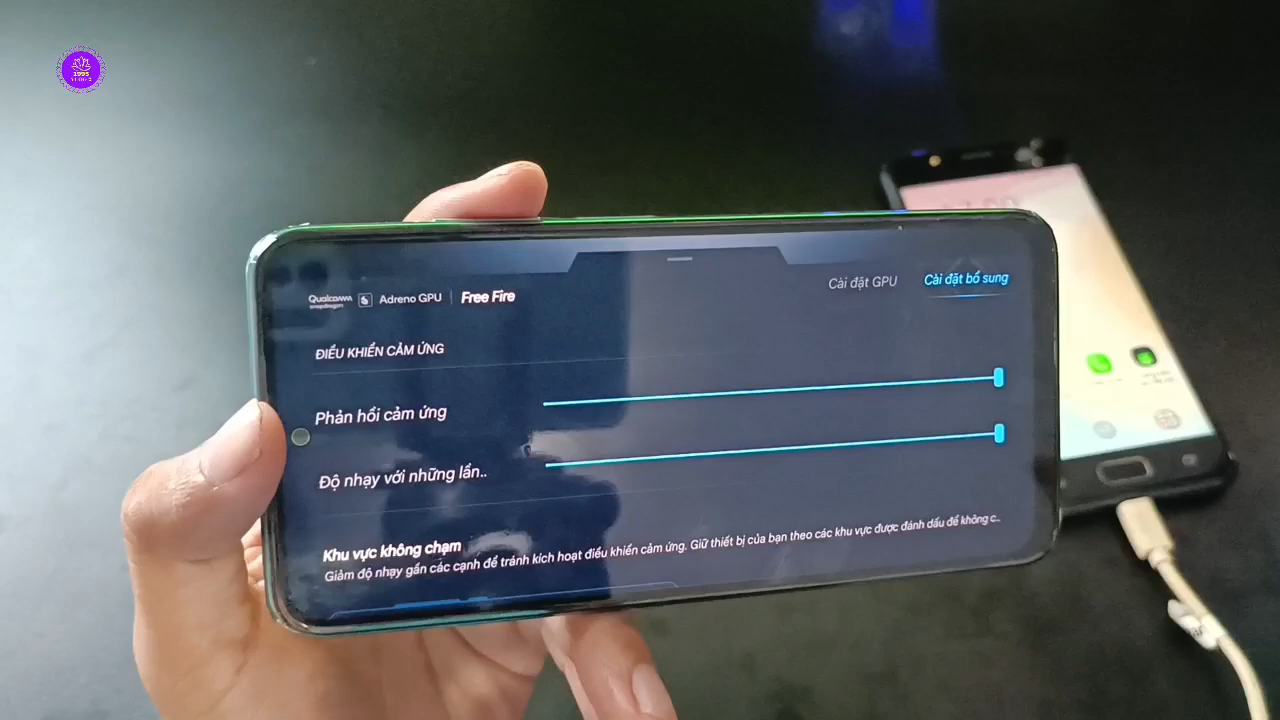 1995
Qualcomm
snapdragon
Adreno GPU
Free Fire
Cài đặt GPU
Cài đặt bổ sung
ĐIỀU KHIỂN CẢM ỨNG
Phản hồi cảm ứng
Độ nhạy với những lần..
Khu vực không chạm
Giảm độ nhạy gần các cạnh để tránh kích hoạt điều khiển cảm ứng. Giữ thiết bị của bạn theo các khu vực được đánh dấu để không c..